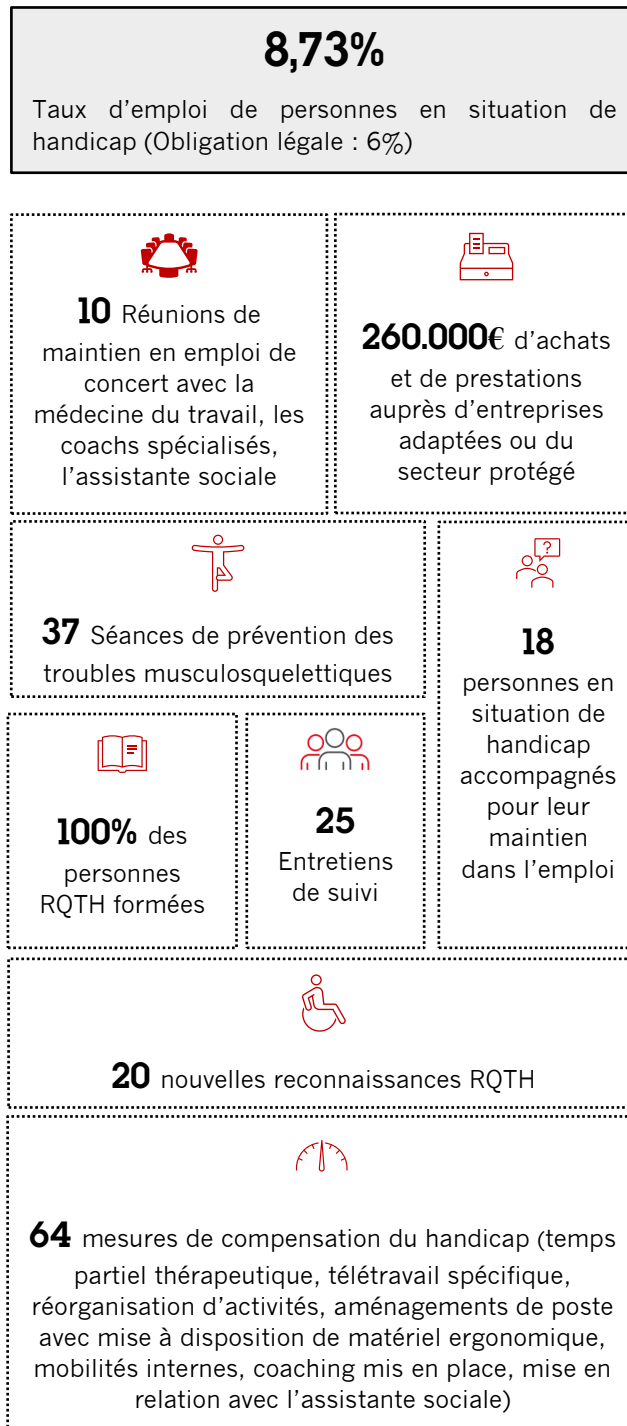 8,73%
Taux d'emploi de personnes en situation de
handicap (Obligation légale : 6%)
10 Réunions de
maintien en emploi de
concert avec la
médecine du travail, les
coachs spécialisés,
l'assistante sociale
260.000€ d'achats
et de prestations
auprès d'entreprises
adaptées ou du
secteur protégé
37 Séances de prévention des
troubles musculosquelettiques
?
18
personnes en
situation de
handicap
accompagnés
pour leur
maintien
dans l'emploi
100% des
personnes
RQTH formées
25
Entretiens
de suivi
20 nouvelles reconnaissances RQTH
64 mesures de compensation du handicap (temps
partiel thérapeutique, télétravail spécifique,
réorganisation d'activités, aménagements de poste
avec mise à disposition de matériel ergonomique,
mobilités internes, coaching mis en place, mise en
relation avec l'assistante sociale)